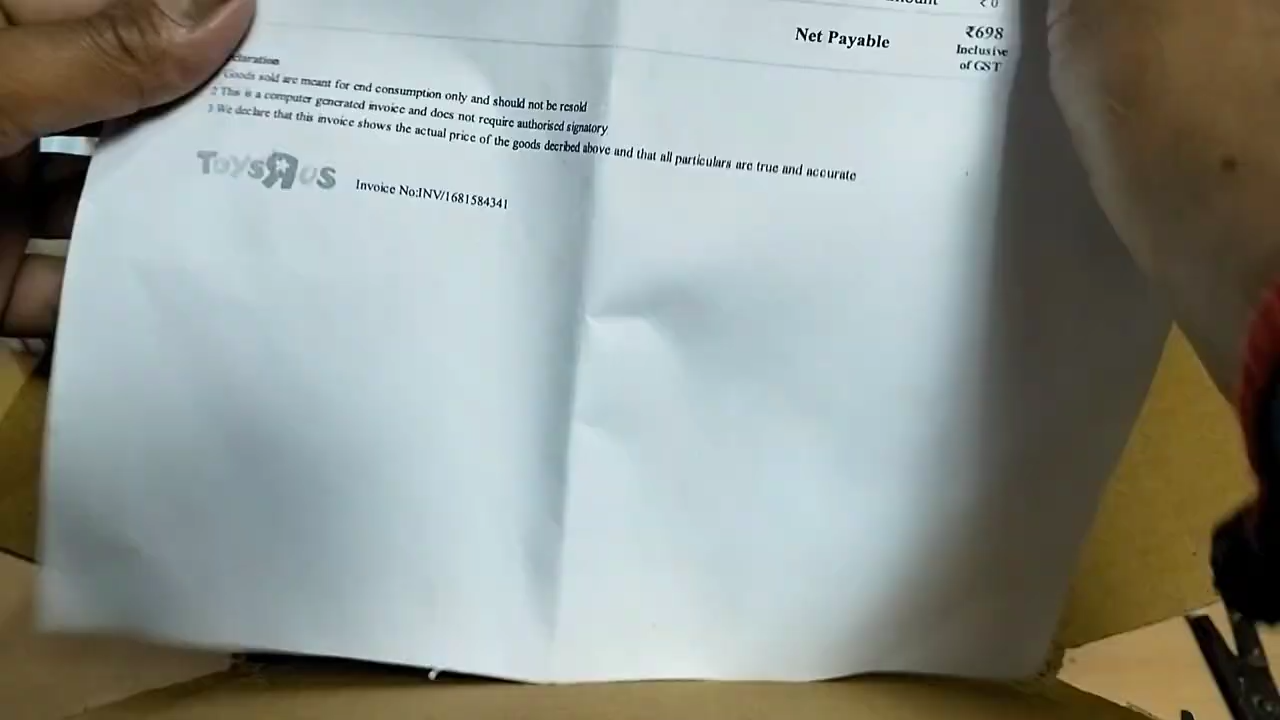 ₹0
Net Payable
₹698
Inclusive
of GST
Goods sold are meant for end consumption only and should not be resold
2 This is a computer generated invoice and does not require authorised signatory
3 We declare that this invoice shows the actual price of the goods decribed above and that all particulars are true and accurate
ToysRus
Invoice No:INV/1681584341